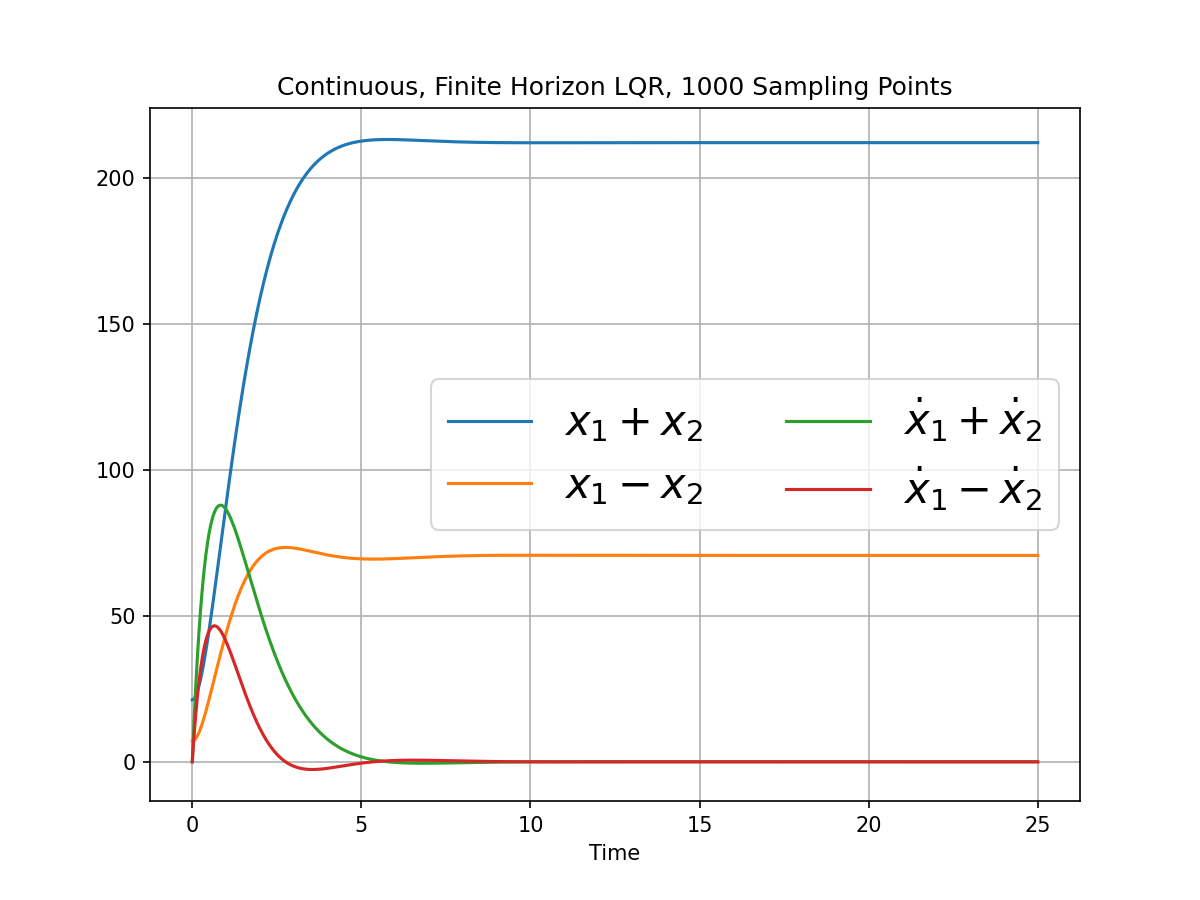 Continuous, Finite Horizon LQR, 1000 Sampling Points
200
150
100
50
0
x₁ + x₂
x₁ − x₂
ẋ₁ + ẋ₂
ẋ₁ − ẋ₂
0 5 10 15 20 25
Time